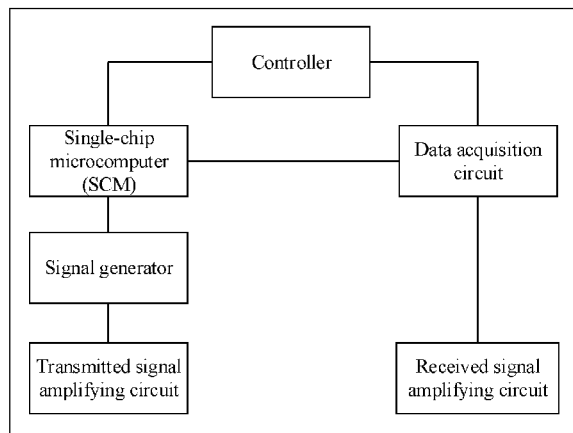 Controller
Single-chip
microcomputer
(SCM)
Data acquisition
circuit
Signal generator
Transmitted signal
amplifying circuit
Received signal
amplifying circuit